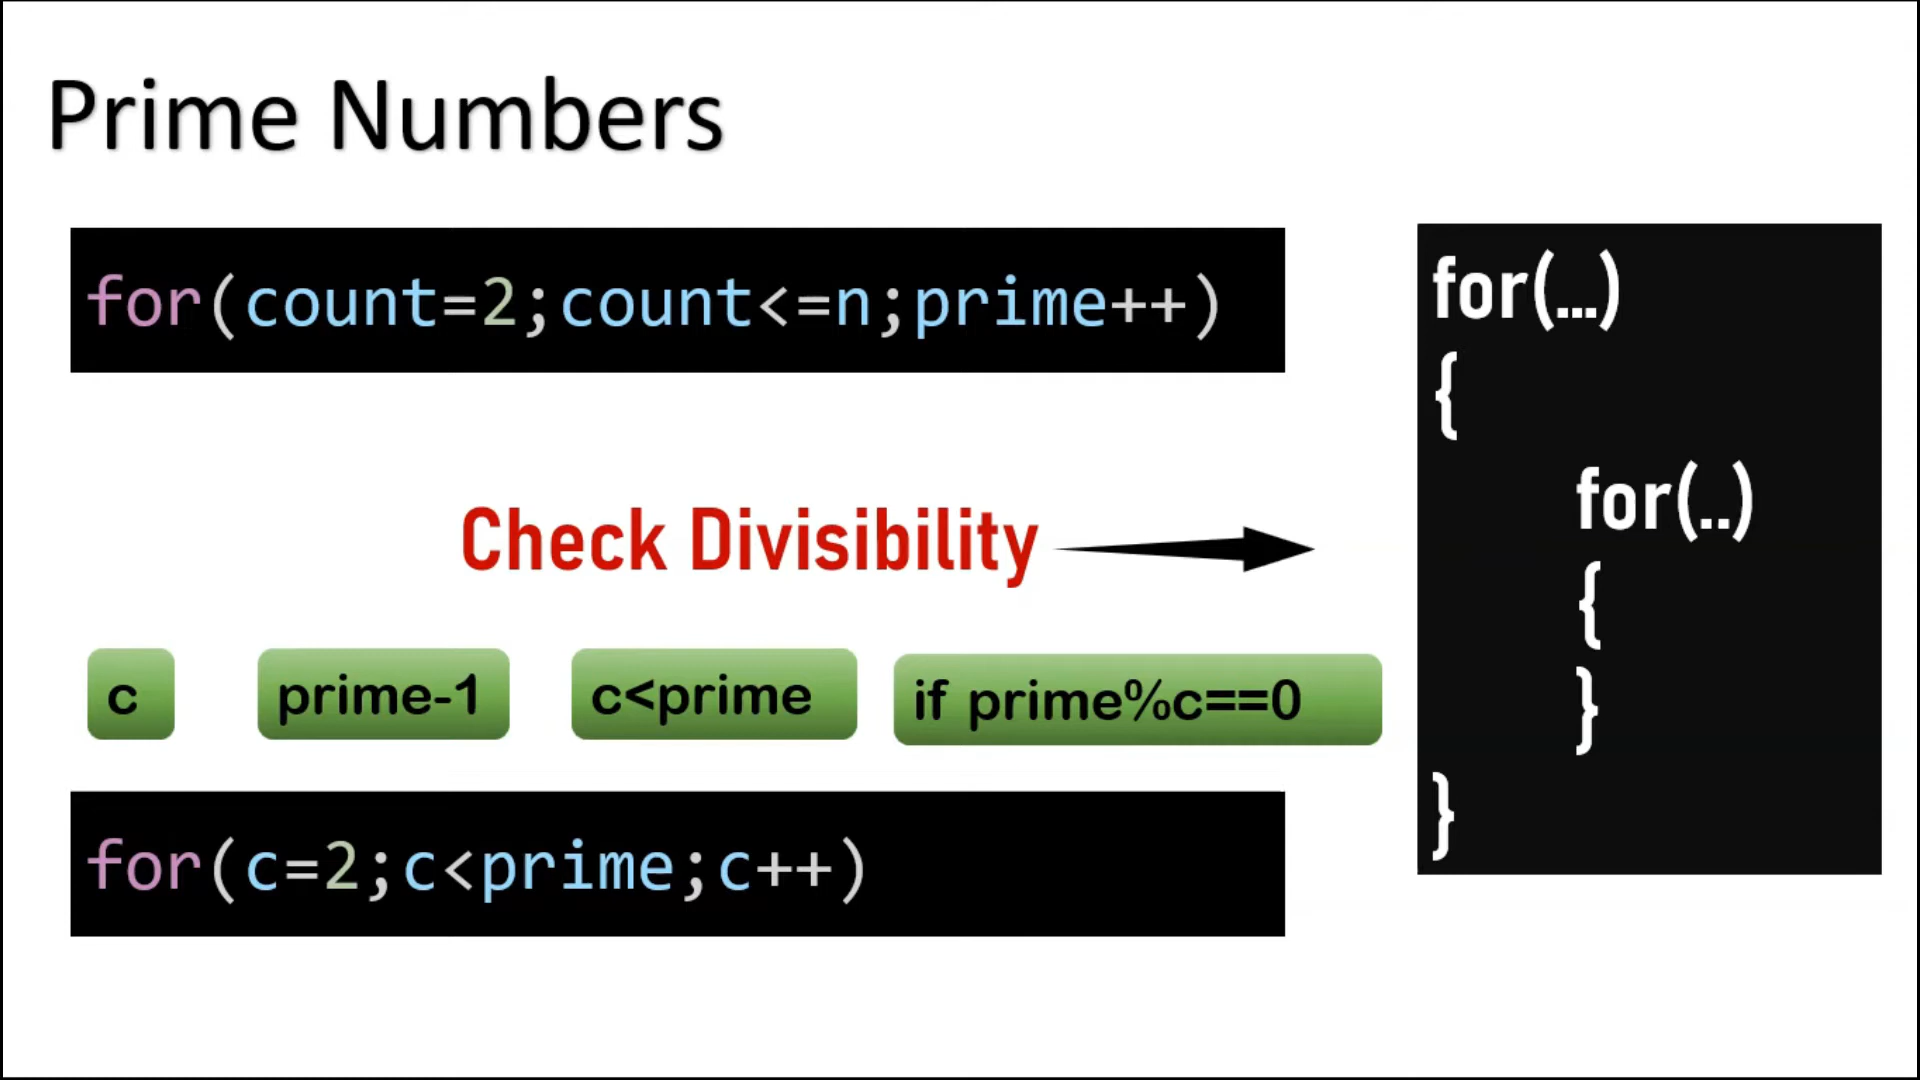 Prime Numbers
for(count=2;count<=n;prime++)
Check Divisibility
c
prime-1
c<prime
if prime%c==0
for(c=2;c<prime;c++)
for(...)
{
for(..)
{
}
}